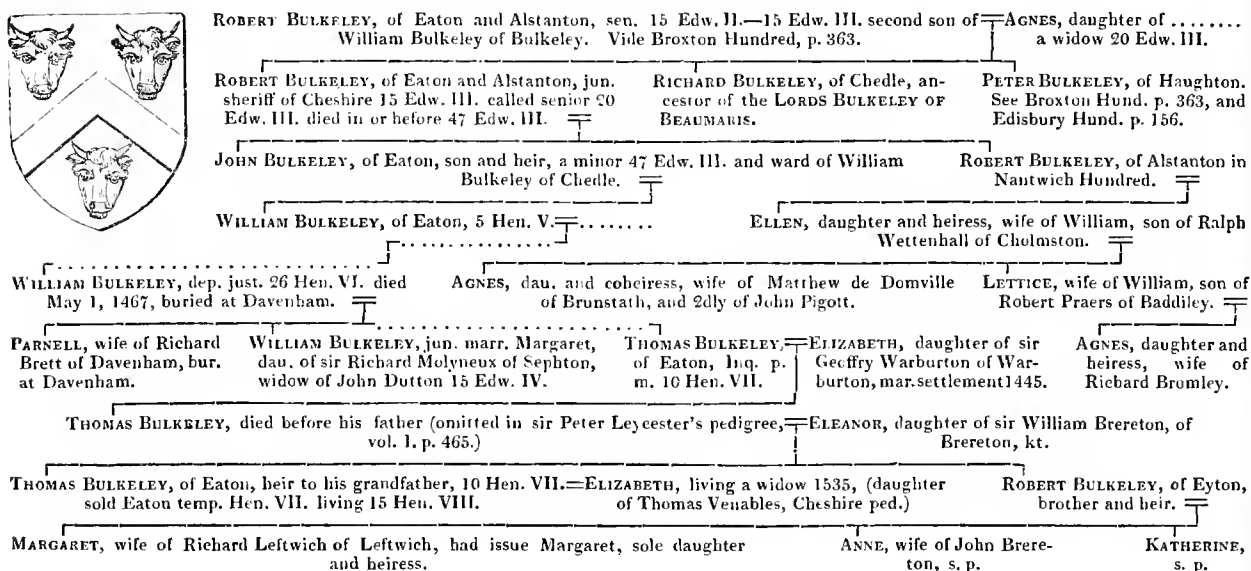 ROBERT BULKELEY, of Eaton and Alstanton, sen. 15 Edw. II.—15 Edw. III. second son of
William Bulkeley of Bulkeley. Vide Broxton Hundred, p. 363.
AGNES, daughter of ........
a widow 20 Edw. III.
ROBERT BULKELEY, of Eaton and Alstanton, jun.
sheriff of Cheshire 15 Edw. III. called senior 20
Edw. III. died in or before 47 Edw. III.
RICHARD BULKELEY, of Chedle, an-
cestor of the LORDS BULKELEY OF
BEAUMARIS.
PETER BULKELEY, of Haughton.
See Broxton Hund. p. 363, and
Edisbury Hund. p. 156.
JOHN BULKELEY, of Eaton, son and heir, a minor 47 Edw. III. and ward of William
Bulkeley of Chedle.
ROBERT BULKELEY, of Alstanton in
Nantwich Hundred.
WILLIAM BULKELEY, of Eaton, 5 Hen. V. ........
ELLEN, daughter and heiress, wife of William, son of Ralph
Wettenhall of Cholmston.
WILLIAM BULKELEY, dep. just. 26 Hen. VI. died
May 1, 1467, buried at Davenham.
AGNES, dau. and coheiress, wife of Matthew de Domville
of Brunstath, and 2dly of John Pigott.
LETTICE, wife of William, son of
Robert Praers of Baddiley.
PARNELL, wife of Richard
Brett of Davenham, bur.
at Davenham.
WILLIAM BULKELEY, jun. marr. Margaret,
dau. of sir Richard Molyneux of Sephton,
widow of John Dutton 15 Edw. IV.
THOMAS BULKELEY,
of Eaton, Inq. p.
m. 10 Hen. VII.
ELIZABETH, daughter of sir
Geoffry Warburton of War-
burton, mar. settlement 1445.
AGNES, daughter and
heiress, wife of
Richard Bromley.
THOMAS BULKELEY, died before his father (omitted in sir Peter Leycester's pedigree,
vol. I. p. 465.)
ELEANOR, daughter of sir William Brereton, of
Brereton, kt.
THOMAS BULKELEY, of Eaton, heir to his grandfather, 10 Hen. VII.
sold Eaton temp. Hen. VII. living 15 Hen. VIII.
ELIZABETH, living a widow 1535, (daughter
of Thomas Venables, Cheshire ped.)
ROBERT BULKELEY, of Eyton,
brother and heir.
MARGARET, wife of Richard Leftwich of Leftwich, had issue Margaret, sole daughter
and heiress.
ANNE, wife of John Brere-
ton, s. p.
KATHERINE,
s. p.